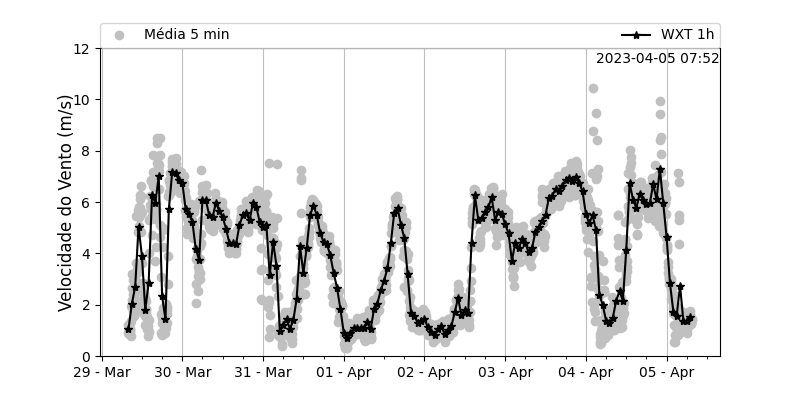 Média 5 min
WXT 1h
2023-04-05 07:52
Velocidade do Vento (m/s)
12
10
8
6
4
2
0
29 - Mar
30 - Mar
31 - Mar
01 - Apr
02 - Apr
03 - Apr
04 - Apr
05 - Apr